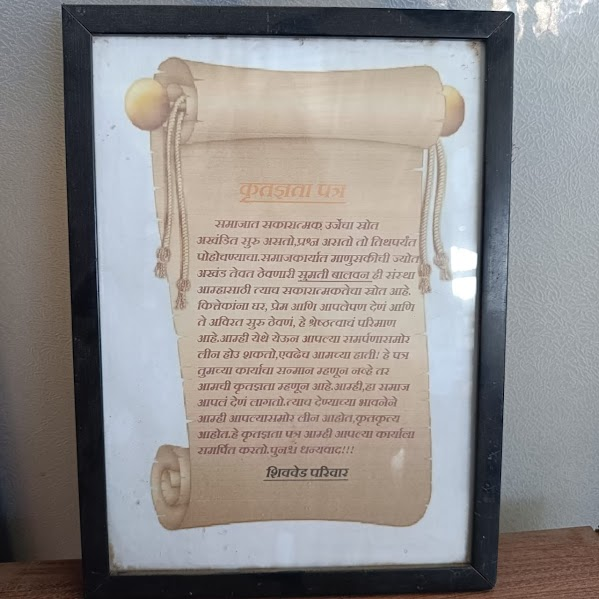 कृतज्ञता पत्र
समाजात सकारात्मक उर्जेचा स्रोत
अखंडित सुरु असतो,प्रश्न असतो तो तिथपर्यंत
पोहोवण्याचा.समाजकार्यात माणुसकीची ज्योत
अखंड तेवत ठेवणारी सुमती बालवन ही संस्था
आम्हासाठी त्याच सकारात्मकतेचा स्रोत आहे.
कित्तेकांना घर, प्रेम आणि आपलेपण देणं आणि
ते अविरत सुरु ठेवणं, हे श्रेष्ठत्वाचं परिमाण
आहे.आम्ही येथे येऊन आपल्या समर्पणासमोर
लीन होउ शकतो,एवढेच आमच्या हाती! हे पत्र
तुमच्या कार्याचा सन्मान म्हणून नव्हे तर
आमची कृतज्ञता म्हणून आहे.आम्ही,हा समाज
आपलं देणं लागतो.त्याच देण्याच्या भावनेने
आम्ही आपल्यासमोर लीन आहोत,कृतकृत्य
आहोत.हे कृतज्ञता पत्र आम्ही आपल्या कार्याला
समर्पित करतो.पुनश्चं धन्यवाद!!!
शिववेड परिवार